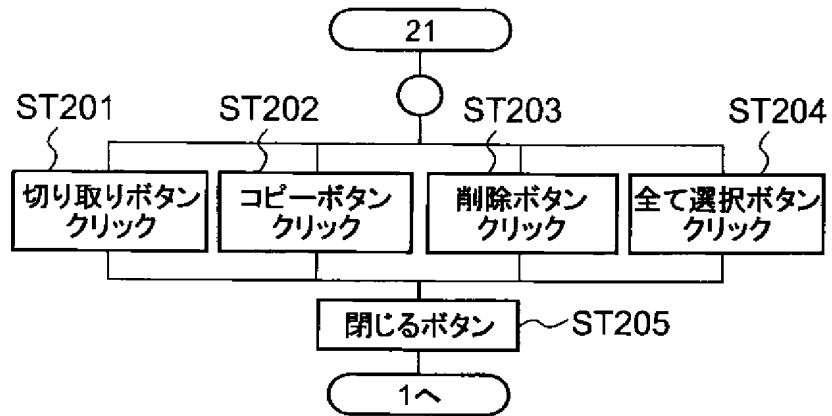 21
ST201
ST202
ST203
ST204
切り取りボタン
クリック
コピーボタン
クリック
削除ボタン
クリック
全て選択ボタン
クリック
閉じるボタン
ST205
1へ